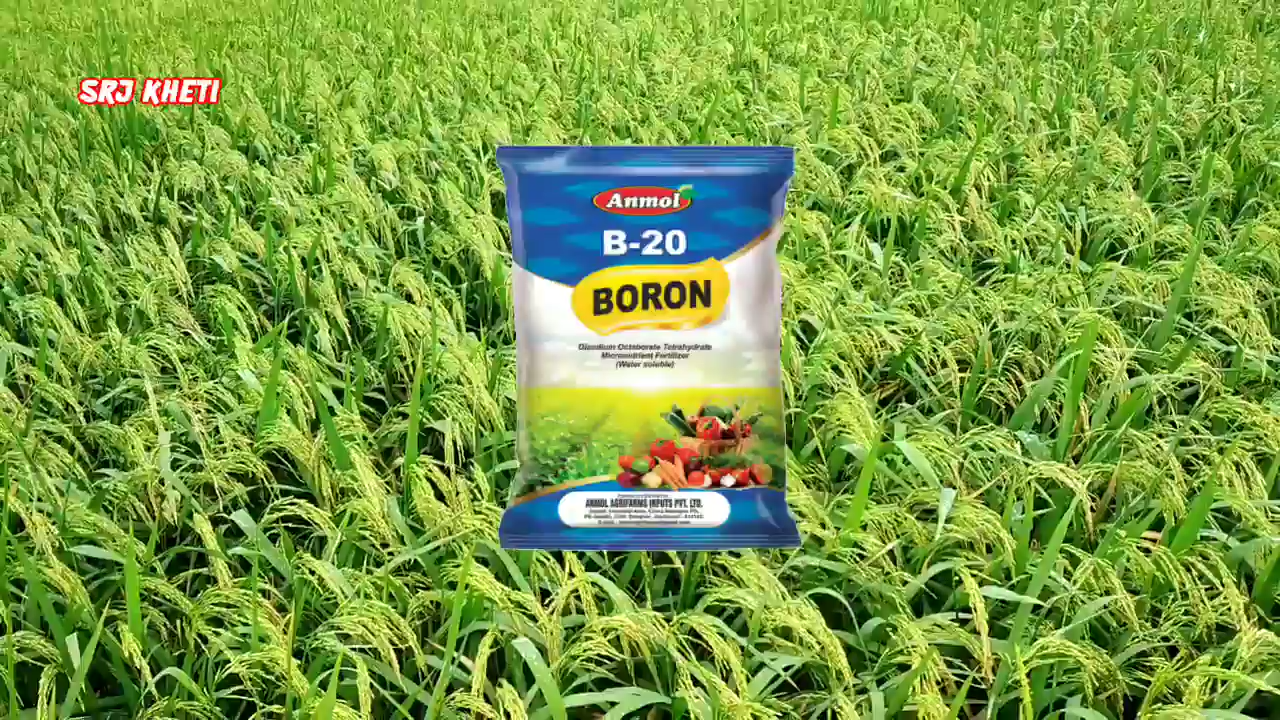 SRJ KHETI
Anmol
B-20
BORON
Disodium Octaborate Tetrahydrate
Micronutrient Fertilizer
(Water soluble)
ANMOL AGRIFARMS INPUTS PVT. LTD.